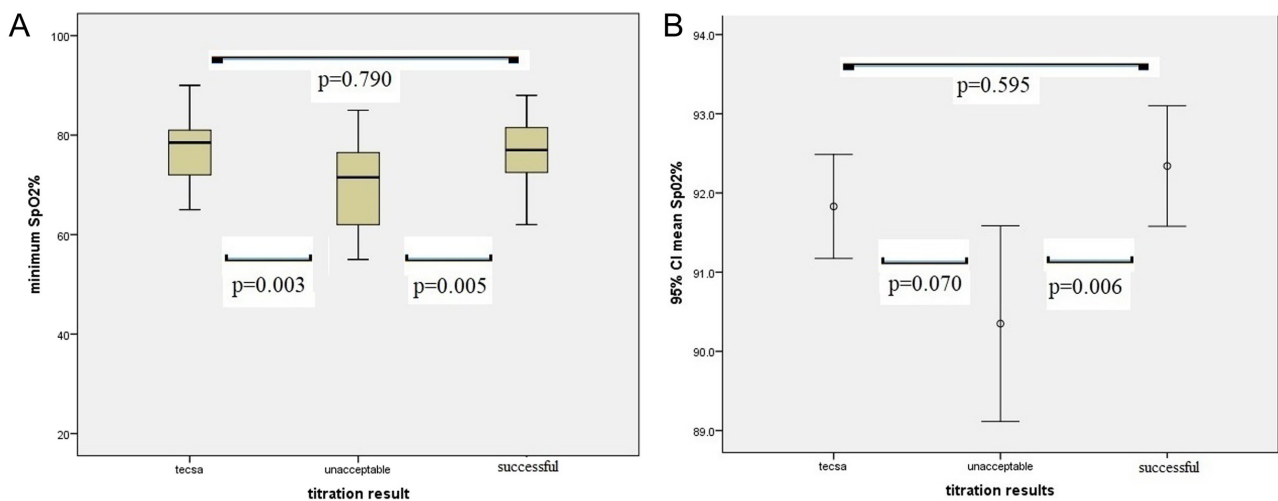 A
minimum SpO2%
100
80
60
40
20
p=0.790
p=0.003
p=0.005
tecsa
unacceptable
successful
titration result
B
95% CI mean Sp02%
94.0
93.0
92.0
91.0
90.0
89.0
p=0.595
p=0.070
p=0.006
tecsa
unacceptable
successful
titration results